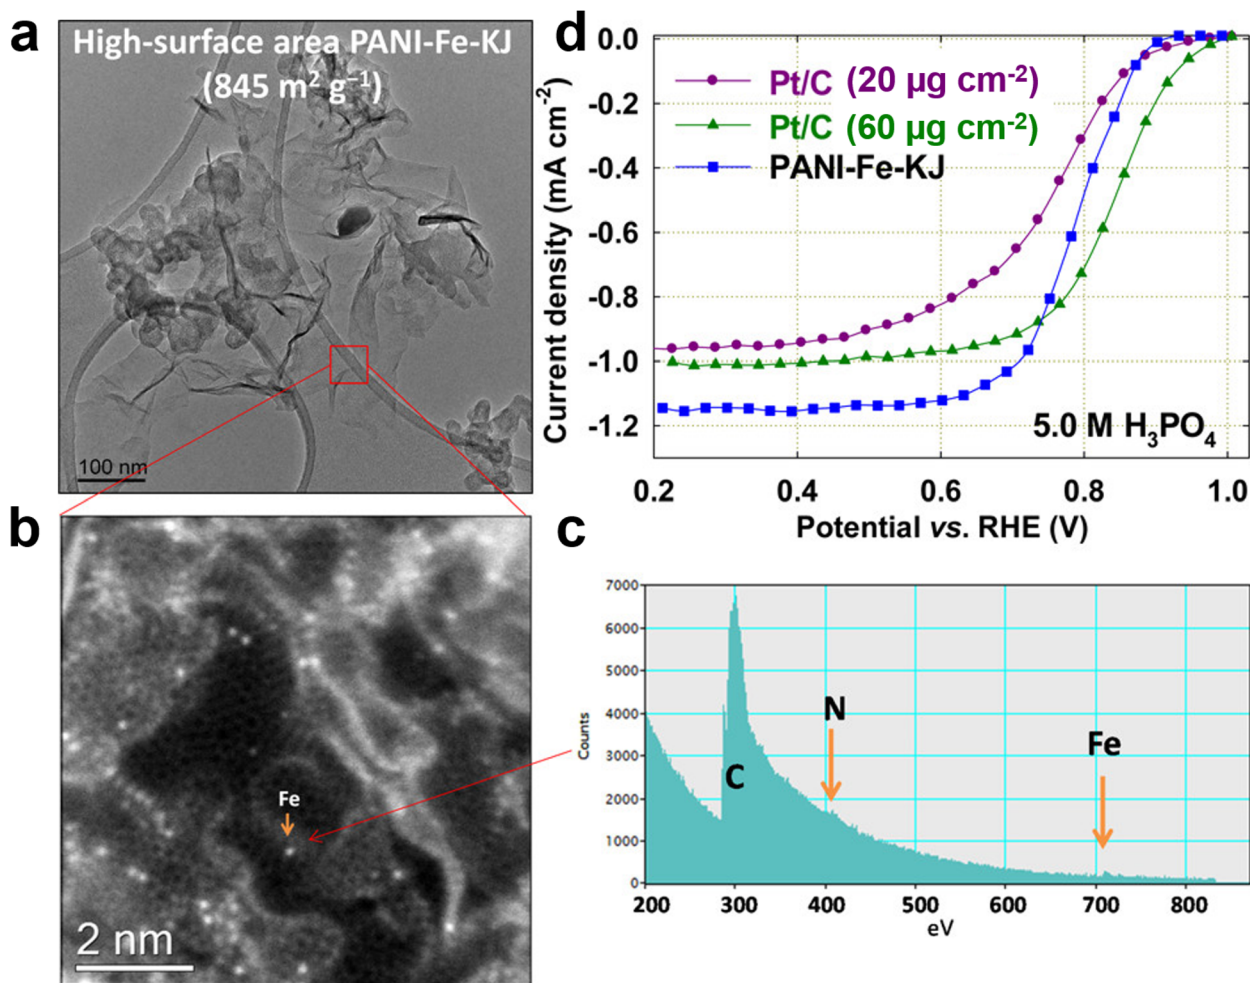 a
High-surface area PANI-Fe-KJ
(845 m² g⁻¹)
100 nm
d
0.0
-0.2
-0.4
-0.6
-0.8
-1.0
-1.2
Current density (mA cm⁻²)
Pt/C (20 µg cm⁻²)
Pt/C (60 µg cm⁻²)
PANI-Fe-KJ
5.0 M H₃PO₄
0.2 0.4 0.6 0.8 1.0
Potential vs. RHE (V)
b
Fe
2 nm
c
7000
6000
5000
4000
3000
2000
1000
0
Counts
C
N
Fe
200 300 400 500 600 700 800
eV